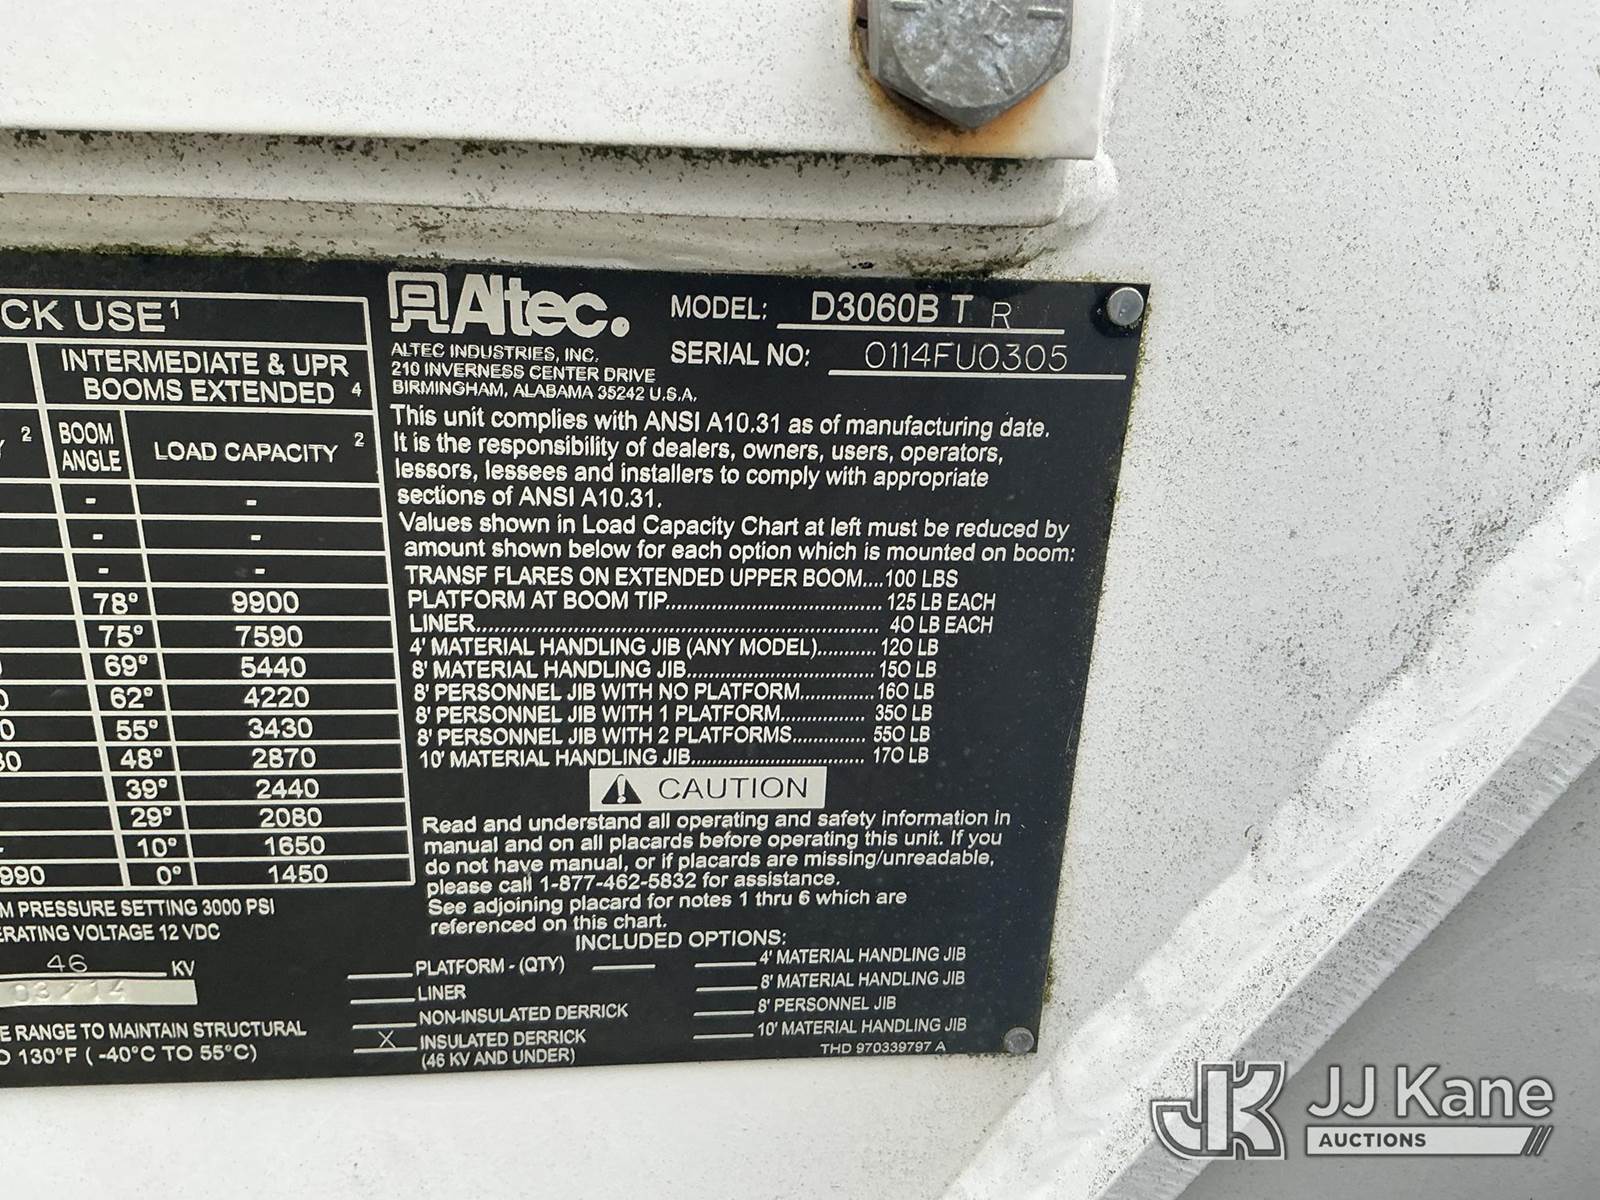 CK USE¹
INTERMEDIATE & UPR
BOOMS EXTENDED 4
2
BOOM
ANGLE
LOAD CAPACITY 2
- -
- -
- -
78° 9900
75° 7590
69° 5440
62° 4220
55° 3430
48° 2870
39° 2440
29° 2080
10° 1650
990 0° 1450
M PRESSURE SETTING 3000 PSI
ERATING VOLTAGE 12 VDC
46 KV
03/14
E RANGE TO MAINTAIN STRUCTURAL
O 130°F ( -40°C TO 55°C)
Altec.
ALTEC INDUSTRIES, INC.
210 INVERNESS CENTER DRIVE
BIRMINGHAM, ALABAMA 35242 U.S.A.
MODEL: D3060B T R
SERIAL NO: 0114FU0305
This unit complies with ANSI A10.31 as of manufacturing date.
It is the responsibility of dealers, owners, users, operators,
lessors, lessees and installers to comply with appropriate
sections of ANSI A10.31.
Values shown in Load Capacity Chart at left must be reduced by
amount shown below for each option which is mounted on boom:
TRANSF FLARES ON EXTENDED UPPER BOOM....100 LBS
PLATFORM AT BOOM TIP..................................... 125 LB EACH
LINER..................................................................... 40 LB EACH
4' MATERIAL HANDLING JIB (ANY MODEL)..........120 LB
8' MATERIAL HANDLING JIB................................150 LB
8' PERSONNEL JIB WITH NO PLATFORM.............160 LB
8' PERSONNEL JIB WITH 1 PLATFORM............... 350 LB
8' PERSONNEL JIB WITH 2 PLATFORMS............. 550 LB
10' MATERIAL HANDLING JIB.............................. 170 LB
CAUTION
Read and understand all operating and safety information in
manual and on all placards before operating this unit. If you
do not have manual, or if placards are missing/unreadable,
please call 1-877-462-5832 for assistance.
See adjoining placard for notes 1 thru 6 which are
referenced on this chart.
INCLUDED OPTIONS:
PLATFORM - (QTY)
LINER
NON-INSULATED DERRICK
X INSULATED DERRICK
(46 KV AND UNDER)
4' MATERIAL HANDLING JIB
8' MATERIAL HANDLING JIB
8' PERSONNEL JIB
10' MATERIAL HANDLING JIB
THD 970339797 A
JK JJ Kane
AUCTIONS